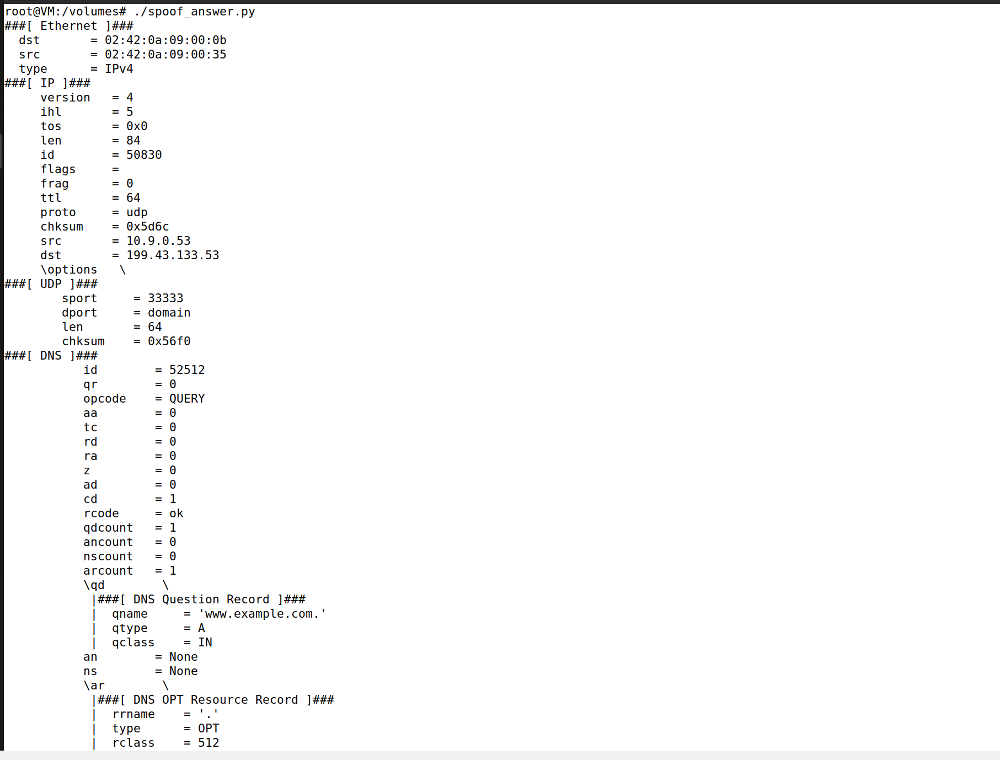 root@VM:/volumes# ./spoof_answer.py
###[ Ethernet ]###
  dst       = 02:42:0a:09:00:0b
  src       = 02:42:0a:09:00:35
  type      = IPv4
###[ IP ]###
     version   = 4
     ihl       = 5
     tos       = 0x0
     len       = 84
     id        = 50830
     flags     =
     frag      = 0
     ttl       = 64
     proto     = udp
     chksum    = 0x5d6c
     src       = 10.9.0.53
     dst       = 199.43.133.53
     \options   \
###[ UDP ]###
        sport     = 33333
        dport     = domain
        len       = 64
        chksum    = 0x56f0
###[ DNS ]###
           id        = 52512
           qr        = 0
           opcode    = QUERY
           aa        = 0
           tc        = 0
           rd        = 0
           ra        = 0
           z         = 0
           ad        = 0
           cd        = 1
           rcode     = ok
           qdcount   = 1
           ancount   = 0
           nscount   = 0
           arcount   = 1
           \qd        \
            |###[ DNS Question Record ]###
            |  qname     = 'www.example.com.'
            |  qtype     = A
            |  qclass    = IN
           an        = None
           ns        = None
           \ar        \
            |###[ DNS OPT Resource Record ]###
            |  rrname    = '.'
            |  type      = OPT
            |  rclass    = 512